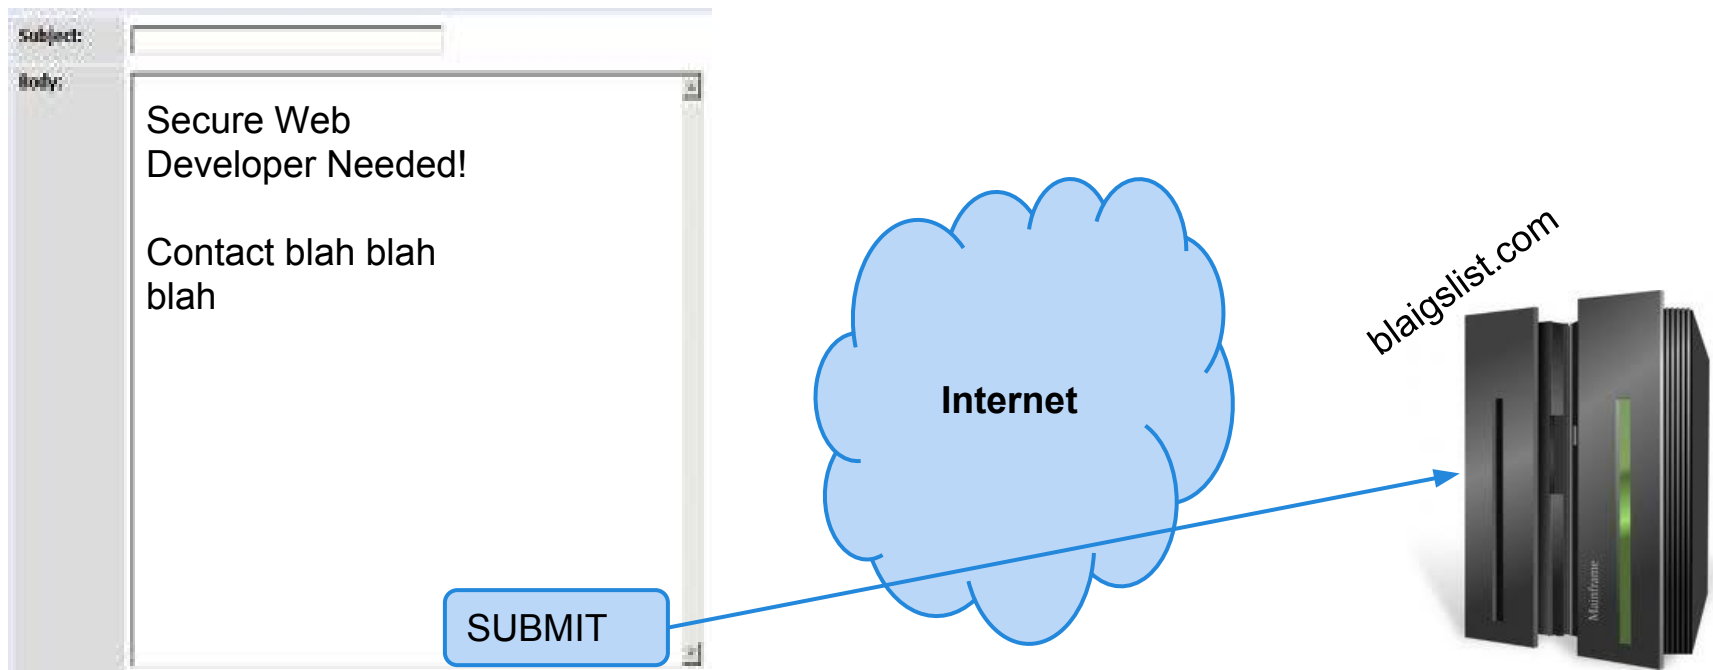 Subject:
Body:
Secure Web
Developer Needed!
Contact blah blah
blah
SUBMIT
Internet
blaigslist.com
Mainframe